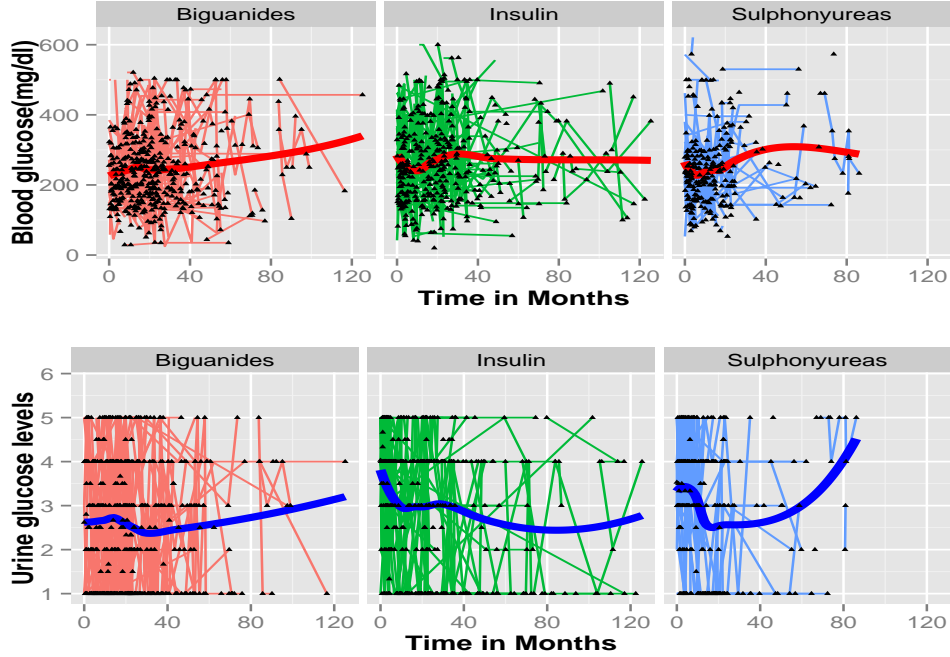 Biguanides Insulin Sulphonyureas
Blood glucose(mg/dl)
600
400
200
0
0 40 80 120 0 40 80 120 0 40 80 120
Time in Months
Biguanides Insulin Sulphonyureas
Urine glucose levels
6
5
4
3
2
1
0 40 80 120 0 40 80 120 0 40 80 120
Time in Months